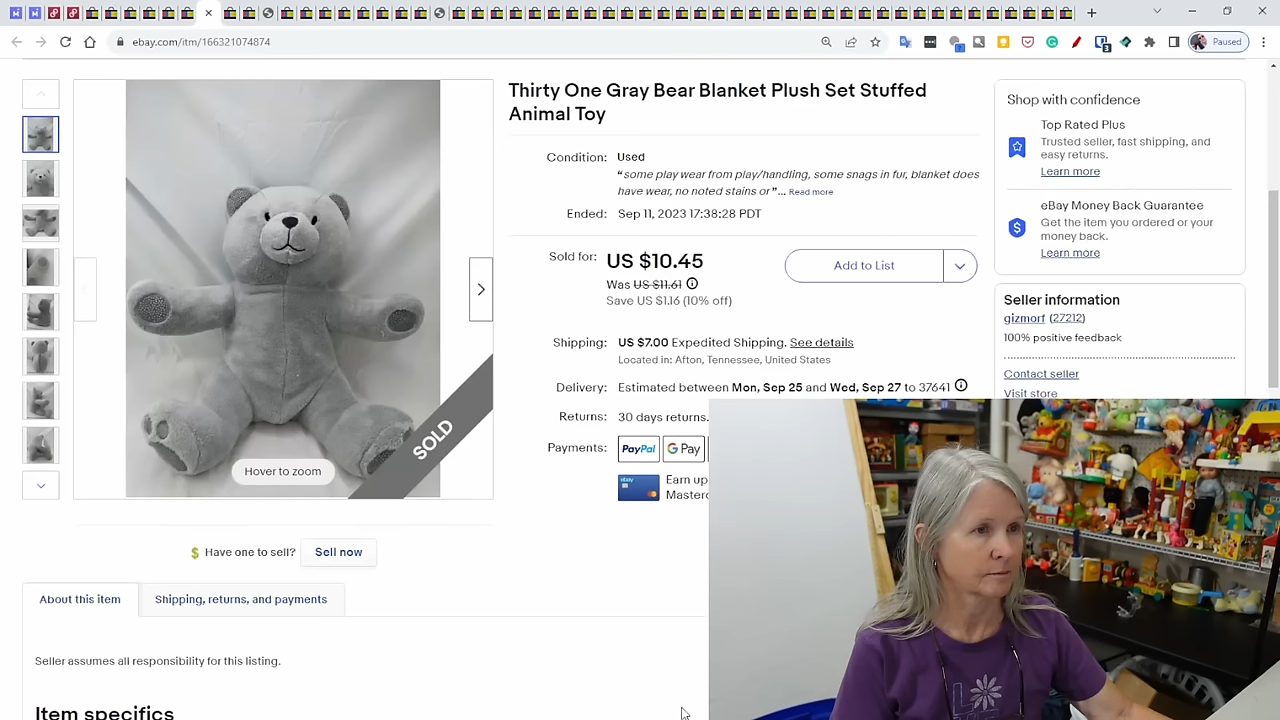 ebay.com/itm/166321074874
Paused
Thirty One Gray Bear Blanket Plush Set Stuffed
Animal Toy
Condition: Used
“some play wear from play/handling, some snags in fur, blanket does
have wear, no noted stains or”... Read more
Ended: Sep 11, 2023 17:38:28 PDT
Sold for: US $10.45
Was US $11.61
Save US $1.16 (10% off)
Add to List
Shipping: US $7.00 Expedited Shipping. See details
Located in: Afton, Tennessee, United States
Delivery: Estimated between Mon, Sep 25 and Wed, Sep 27 to 37641
Returns: 30 days returns.
Payments: PayPal G Pay
Earn up
Masterc
SOLD
Hover to zoom
Have one to sell? Sell now
About this item
Shipping, returns, and payments
Seller assumes all responsibility for this listing.
Item specifics
Shop with confidence
Top Rated Plus
Trusted seller, fast shipping, and
easy returns.
Learn more
eBay Money Back Guarantee
Get the item you ordered or your
money back.
Learn more
Seller information
gizmorf (27212)
100% positive feedback
Contact seller
Visit store